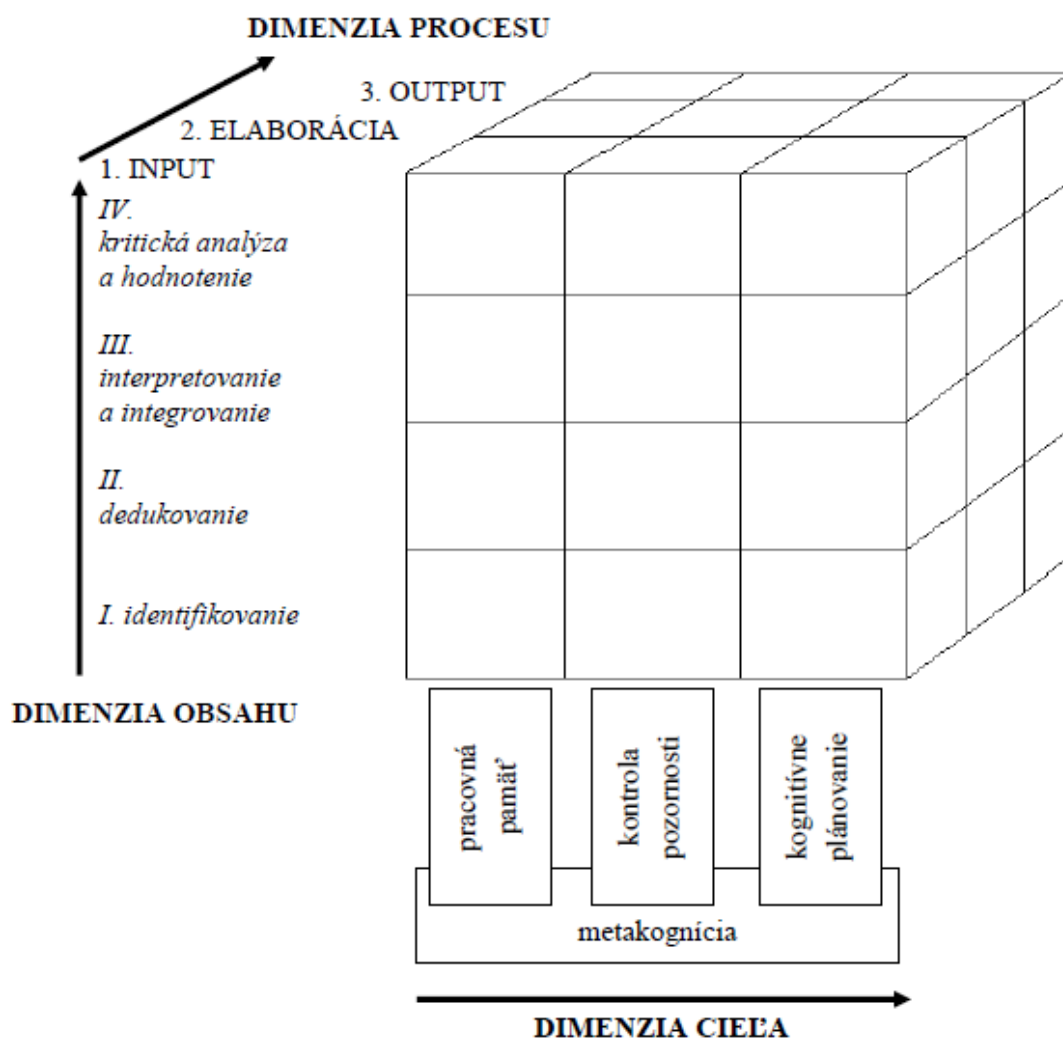 DIMENZIA PROCESU
3. OUTPUT
2. ELABORÁCIA
1. INPUT
IV.
kritická analýza
a hodnotenie
III.
interpretovanie
a integrovanie
II.
dedukovanie
I. identifikovanie
DIMENZIA OBSAHU
pracovná
pamäť
kontrola
pozornosti
kognitívne
plánovanie
metakognícia
DIMENZIA CIEĽA